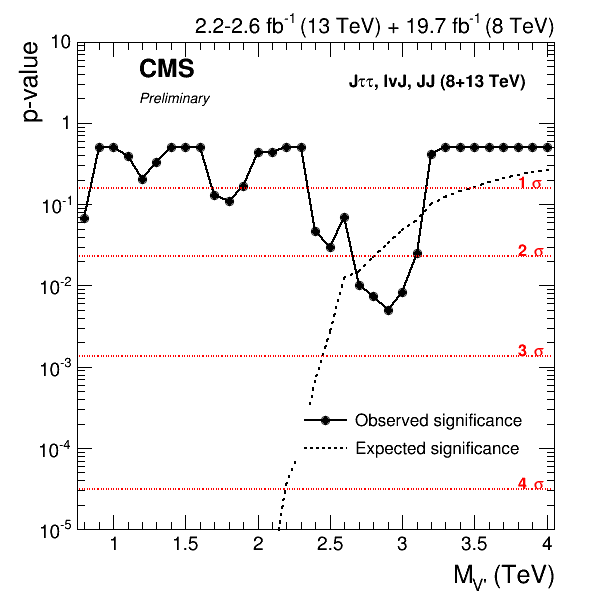 2.2-2.6 fb⁻¹ (13 TeV) + 19.7 fb⁻¹ (8 TeV)
CMS
Preliminary
Jττ, lνJ, JJ (8+13 TeV)
p-value
10
1
10⁻¹
10⁻²
10⁻³
10⁻⁴
10⁻⁵
1 σ
2 σ
3 σ
4 σ
Observed significance
Expected significance
1 1.5 2 2.5 3 3.5 4
M_V' (TeV)